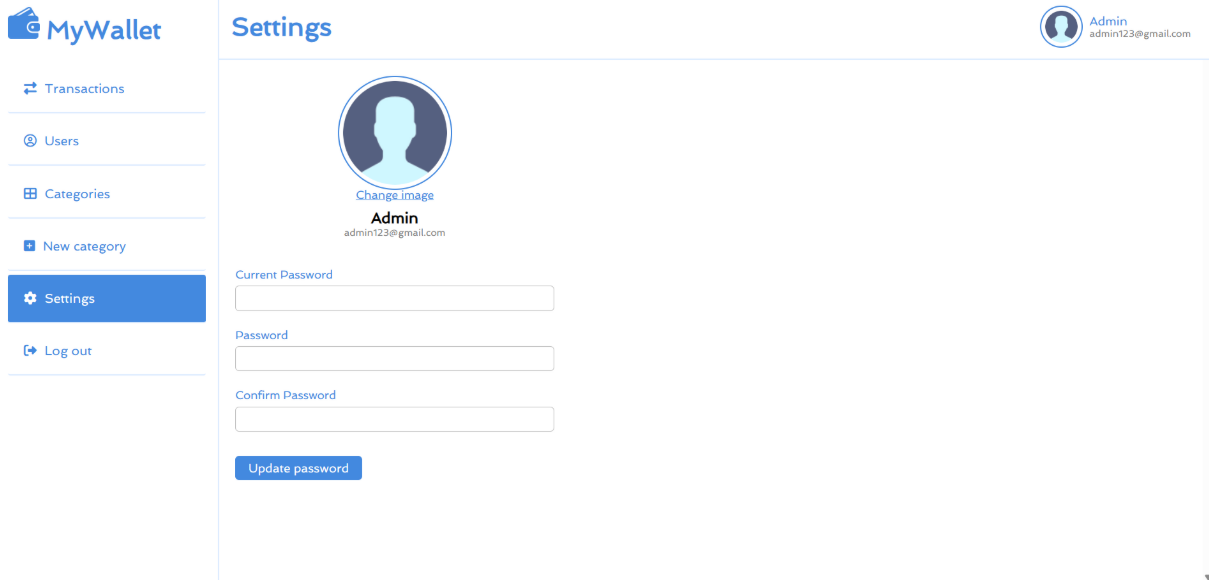 MyWallet
Transactions
Users
Categories
New category
Settings
Log out
Settings
Admin
admin123@gmail.com
Change image
Admin
admin123@gmail.com
Current Password
Password
Confirm Password
Update password